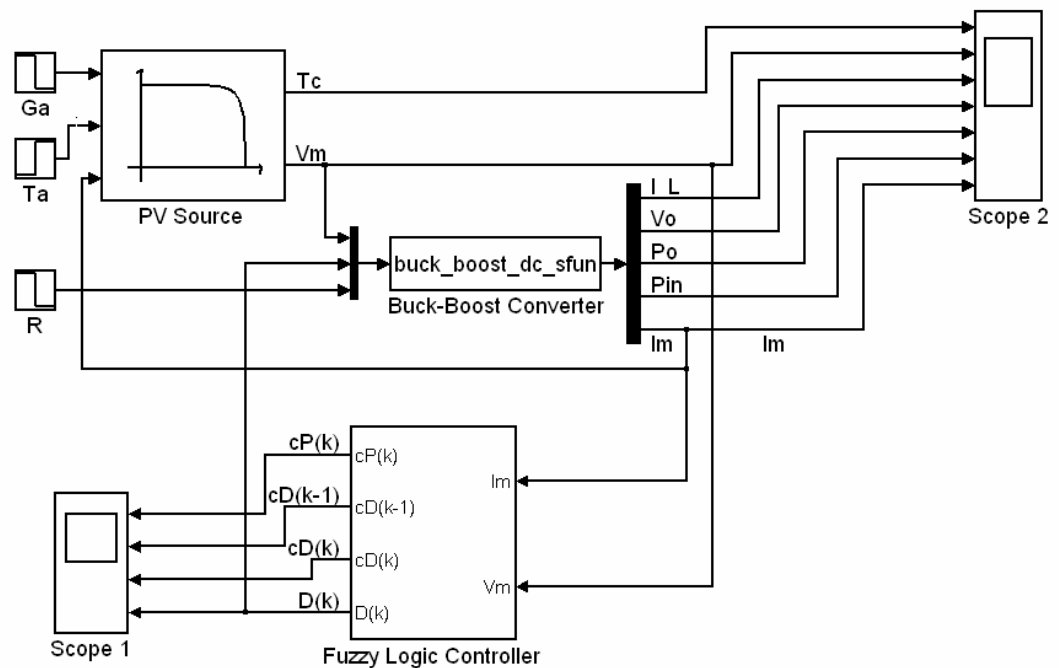 Ga
Ta
R
Tc
Vm
PV Source
Scope 2
buck_boost_dc_sfun
Buck-Boost Converter
I_L
Vo
Po
Pin
Im
Im
cP(k)
cD(k-1)
cD(k)
D(k)
cP(k)
cD(k-1)
cD(k)
D(k)
Im
Vm
Scope 1
Fuzzy Logic Controller